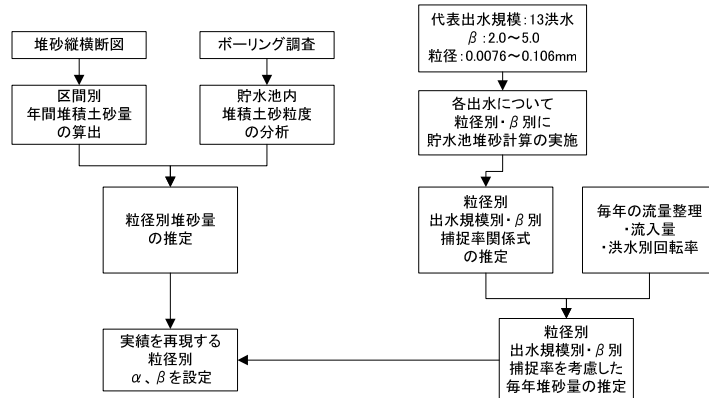 堆砂縦横断図
ボーリング調査
代表出水規模：13洪水
β：2.0～5.0
粒径：0.0076～0.106mm
区間別
年間堆積土砂量
の算出
貯水池内
堆積土砂粒度
の分析
各出水について
粒径別・β別に
貯水池堆砂計算の実施
粒径別堆砂量
の推定
粒径別
出水規模別・β別
捕捉率関係式
の推定
毎年の流量整理
・流入量
・洪水別回転率
実績を再現する
粒径別
α、βを設定
粒径別
出水規模別・β別
捕捉率を考慮した
毎年堆砂量の推定